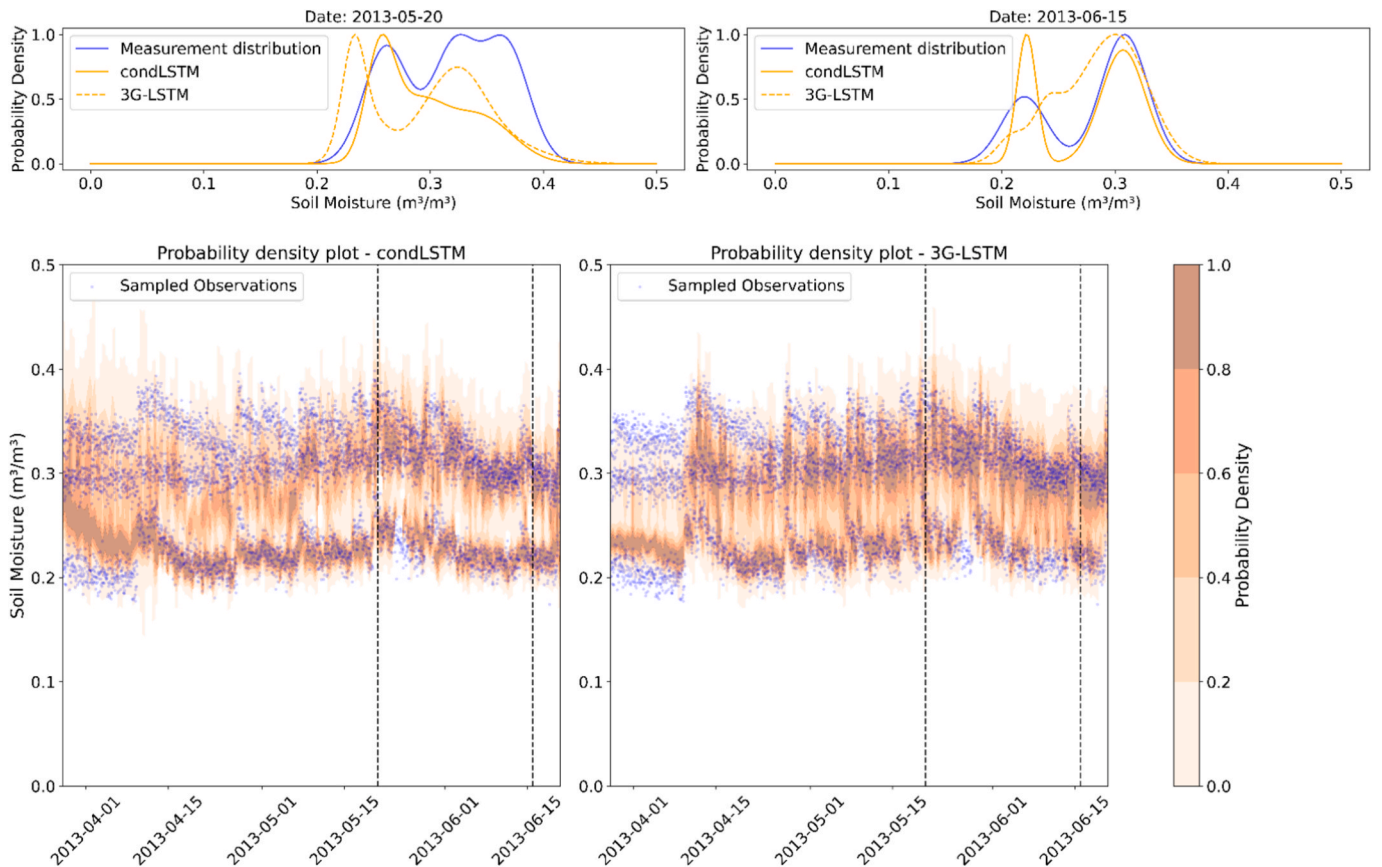 Date: 2013-05-20
Probability Density
1.0
0.5
0.0
Measurement distribution
condLSTM
3G-LSTM
0.0 0.1 0.2 0.3 0.4 0.5
Soil Moisture (m³/m³)
Date: 2013-06-15
Probability Density
1.0
0.5
0.0
Measurement distribution
condLSTM
3G-LSTM
0.0 0.1 0.2 0.3 0.4 0.5
Soil Moisture (m³/m³)
Probability density plot - condLSTM
Sampled Observations
Soil Moisture (m³/m³)
0.5
0.4
0.3
0.2
0.1
0.0
2013-04-01 2013-04-15 2013-05-01 2013-05-15 2013-06-01 2013-06-15
Probability density plot - 3G-LSTM
Sampled Observations
0.5
0.4
0.3
0.2
0.1
0.0
2013-04-01 2013-04-15 2013-05-01 2013-05-15 2013-06-01 2013-06-15
1.0
0.8
0.6
0.4
0.2
0.0
Probability Density